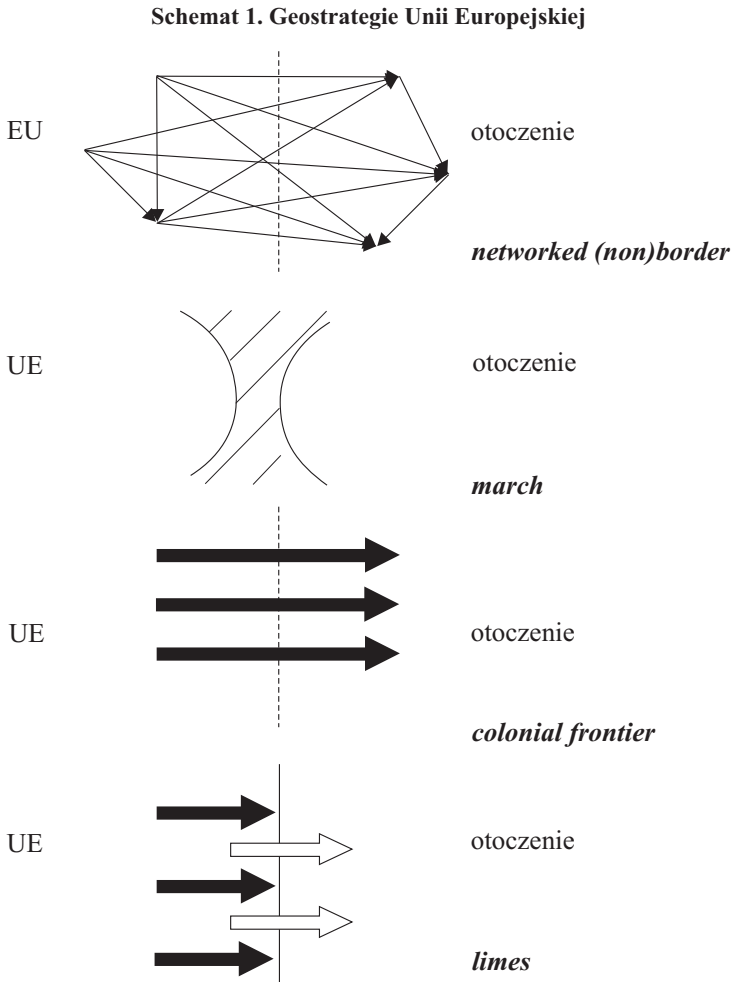 Schemat 1. Geostrategie Unii Europejskiej
EU
otoczenie
networked (non)border
UE
otoczenie
march
UE
otoczenie
colonial frontier
UE
otoczenie
limes